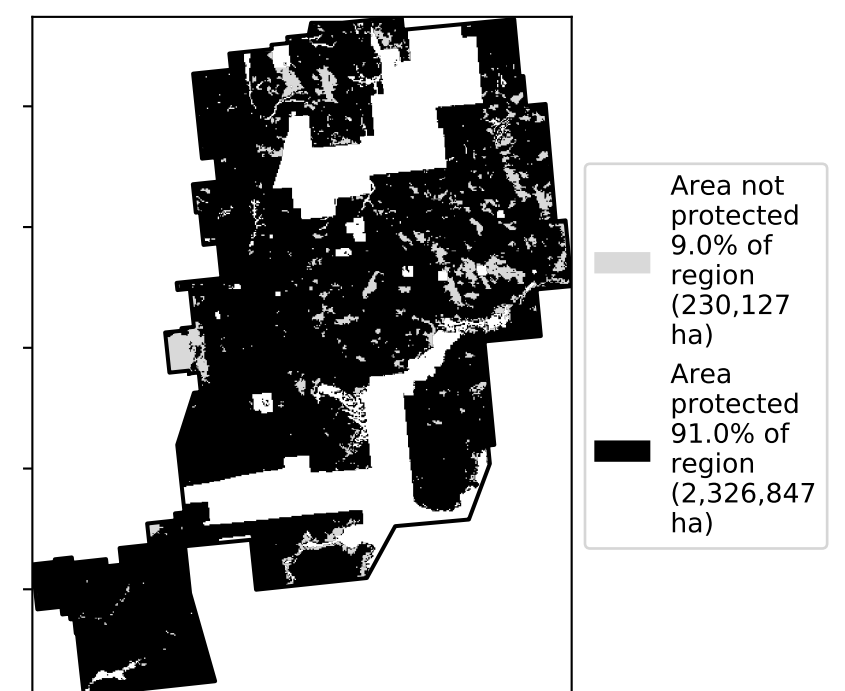 Area not
protected
9.0% of
region
(230,127
ha)
Area
protected
91.0% of
region
(2,326,847
ha)